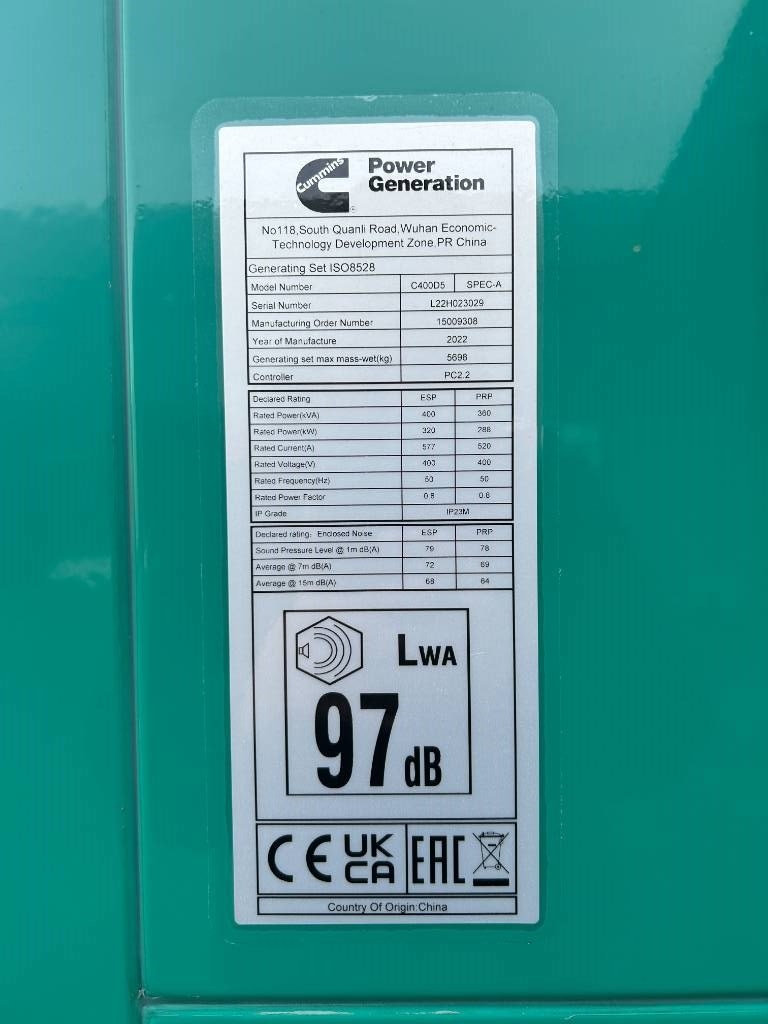 Cummins
Power
Generation
No118,South Quanli Road,Wuhan Economic-
Technology Development Zone,PR China
Generating Set ISO8528
Model Number C400D5 SPEC-A
Serial Number L22H023029
Manufacturing Order Number 15009308
Year of Manufacture 2022
Generating set max mass-wet(kg) 5698
Controller PC2.2
Declared Rating ESP PRP
Rated Power(kVA) 400 360
Rated Power(kW) 320 288
Rated Current(A) 577 520
Rated Voltage(V) 400 400
Rated Frequency(Hz) 50 50
Rated Power Factor 0.8 0.8
IP Grade IP23M
Declared rating: Enclosed Noise ESP PRP
Sound Pressure Level @ 1m dB(A) 79 78
Average @ 7m dB(A) 72 69
Average @ 15m dB(A) 68 64
LWA
97 dB
CE UK CA EAC
Country Of Origin:China